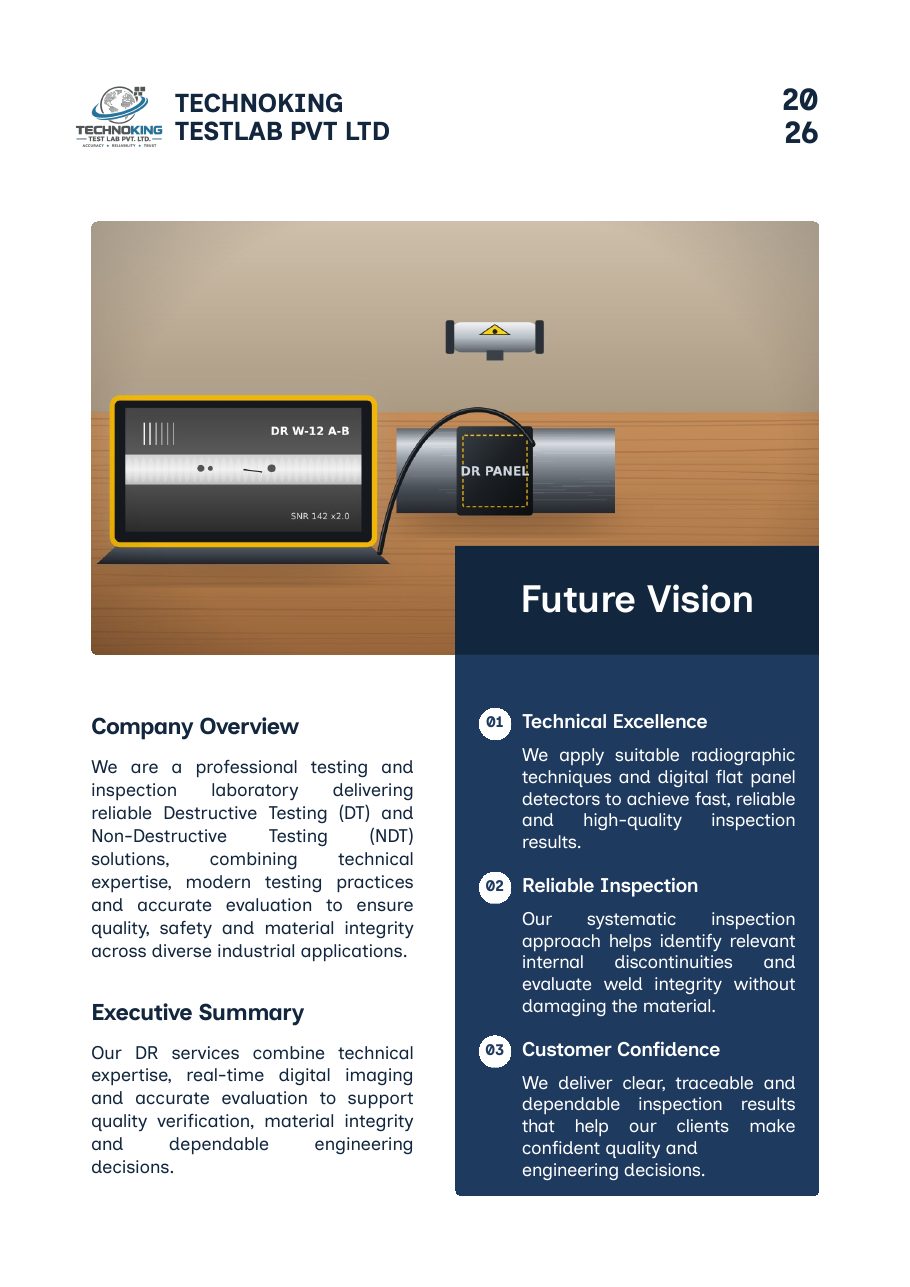 TECHNOKING
TEST LAB PVT. LTD.
ACCURACY • RELIABILITY • TRUST
TECHNOKING
TESTLAB PVT LTD
20
26
DR W-12 A-B
SNR 142 x2.0
DR PANEL
Future Vision
Company Overview
We are a professional testing and
inspection laboratory delivering
reliable Destructive Testing (DT) and
Non-Destructive Testing (NDT)
solutions, combining technical
expertise, modern testing practices
and accurate evaluation to ensure
quality, safety and material integrity
across diverse industrial applications.
Executive Summary
Our DR services combine technical
expertise, real-time digital imaging
and accurate evaluation to support
quality verification, material integrity
and dependable engineering
decisions.
01 Technical Excellence
We apply suitable radiographic
techniques and digital flat panel
detectors to achieve fast, reliable
and high-quality inspection
results.
02 Reliable Inspection
Our systematic inspection
approach helps identify relevant
internal discontinuities and
evaluate weld integrity without
damaging the material.
03 Customer Confidence
We deliver clear, traceable and
dependable inspection results
that help our clients make
confident quality and
engineering decisions.